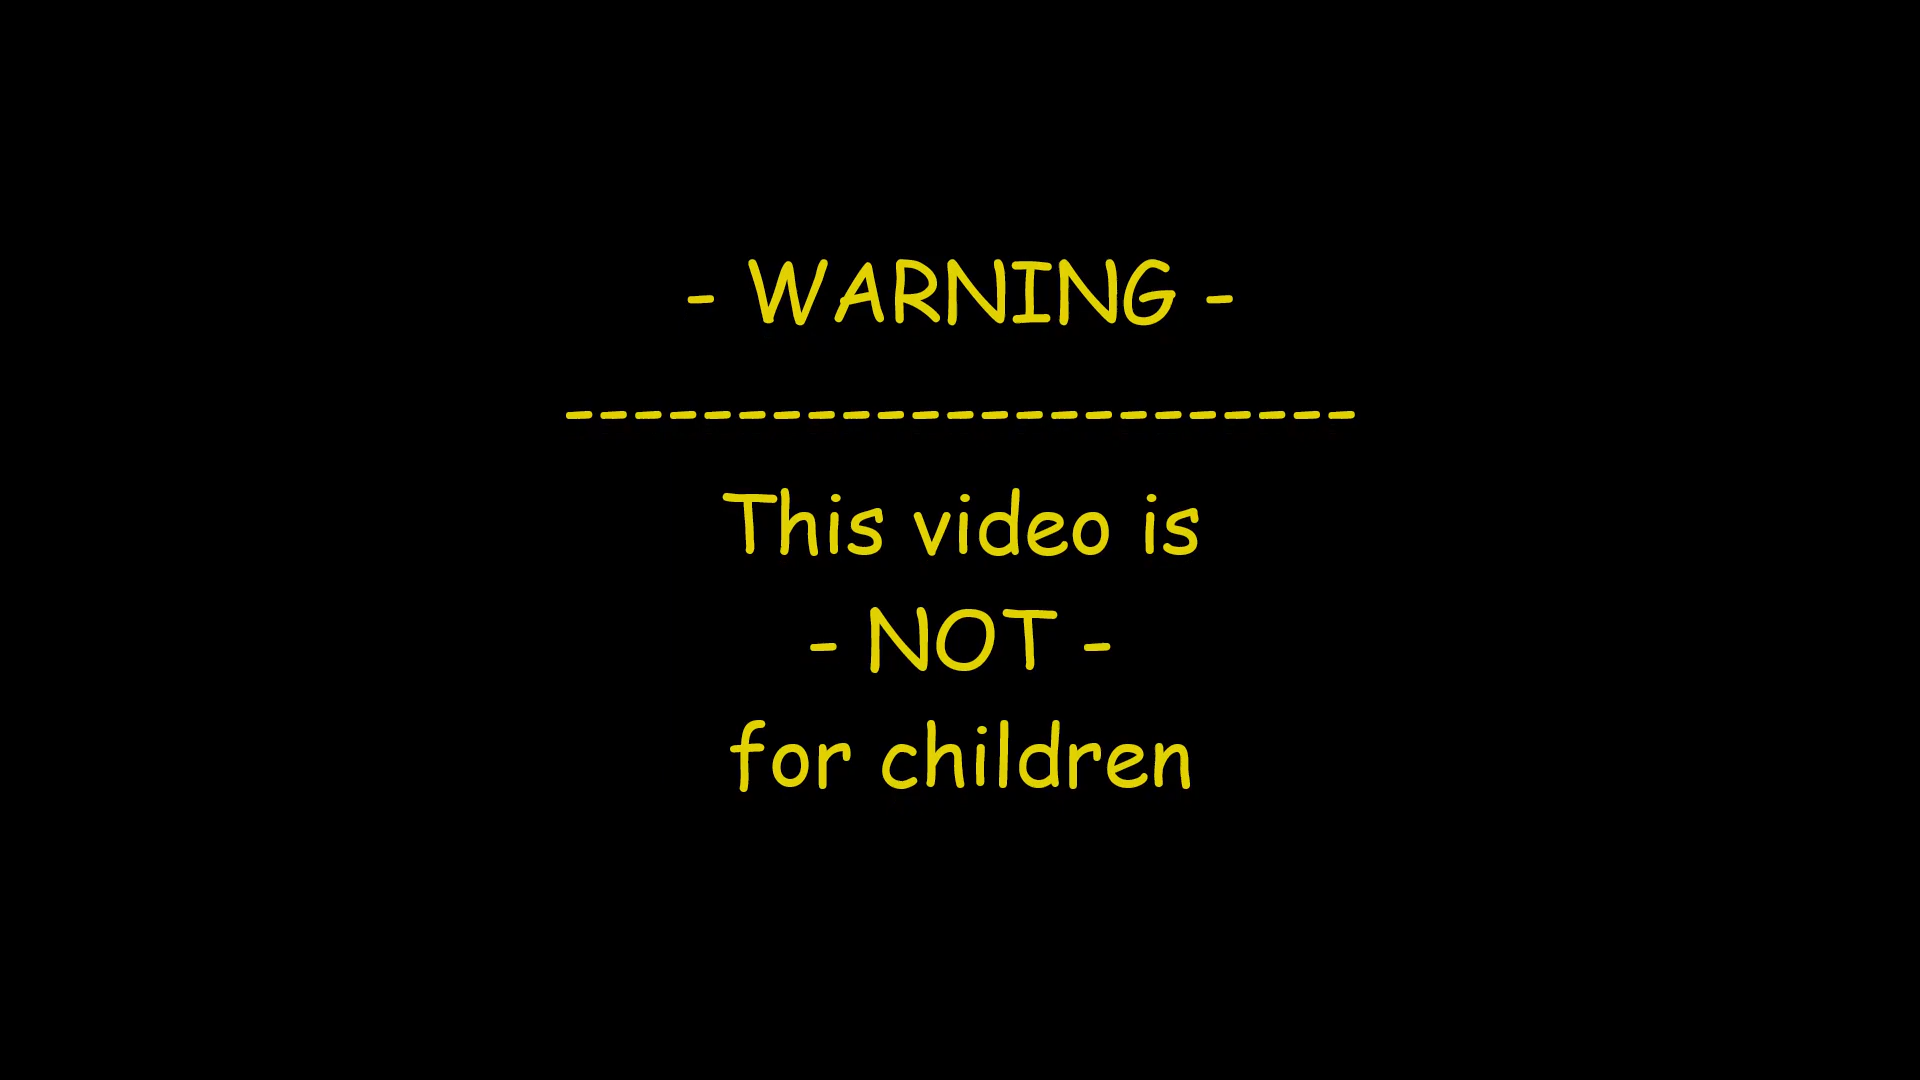 - WARNING -
-----------------------
This video is
- NOT -
for children